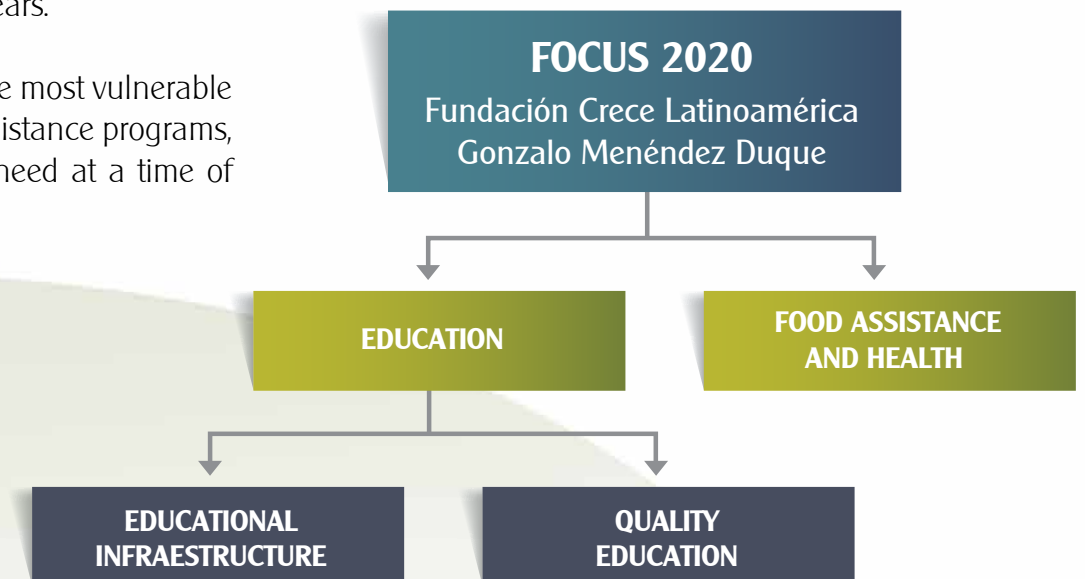 ears.
e most vulnerable
istance programs,
need at a time of
FOCUS 2020
Fundación Crece Latinoamérica
Gonzalo Menéndez Duque
EDUCATION
FOOD ASSISTANCE
AND HEALTH
EDUCATIONAL
INFRAESTRUCTURE
QUALITY
EDUCATION